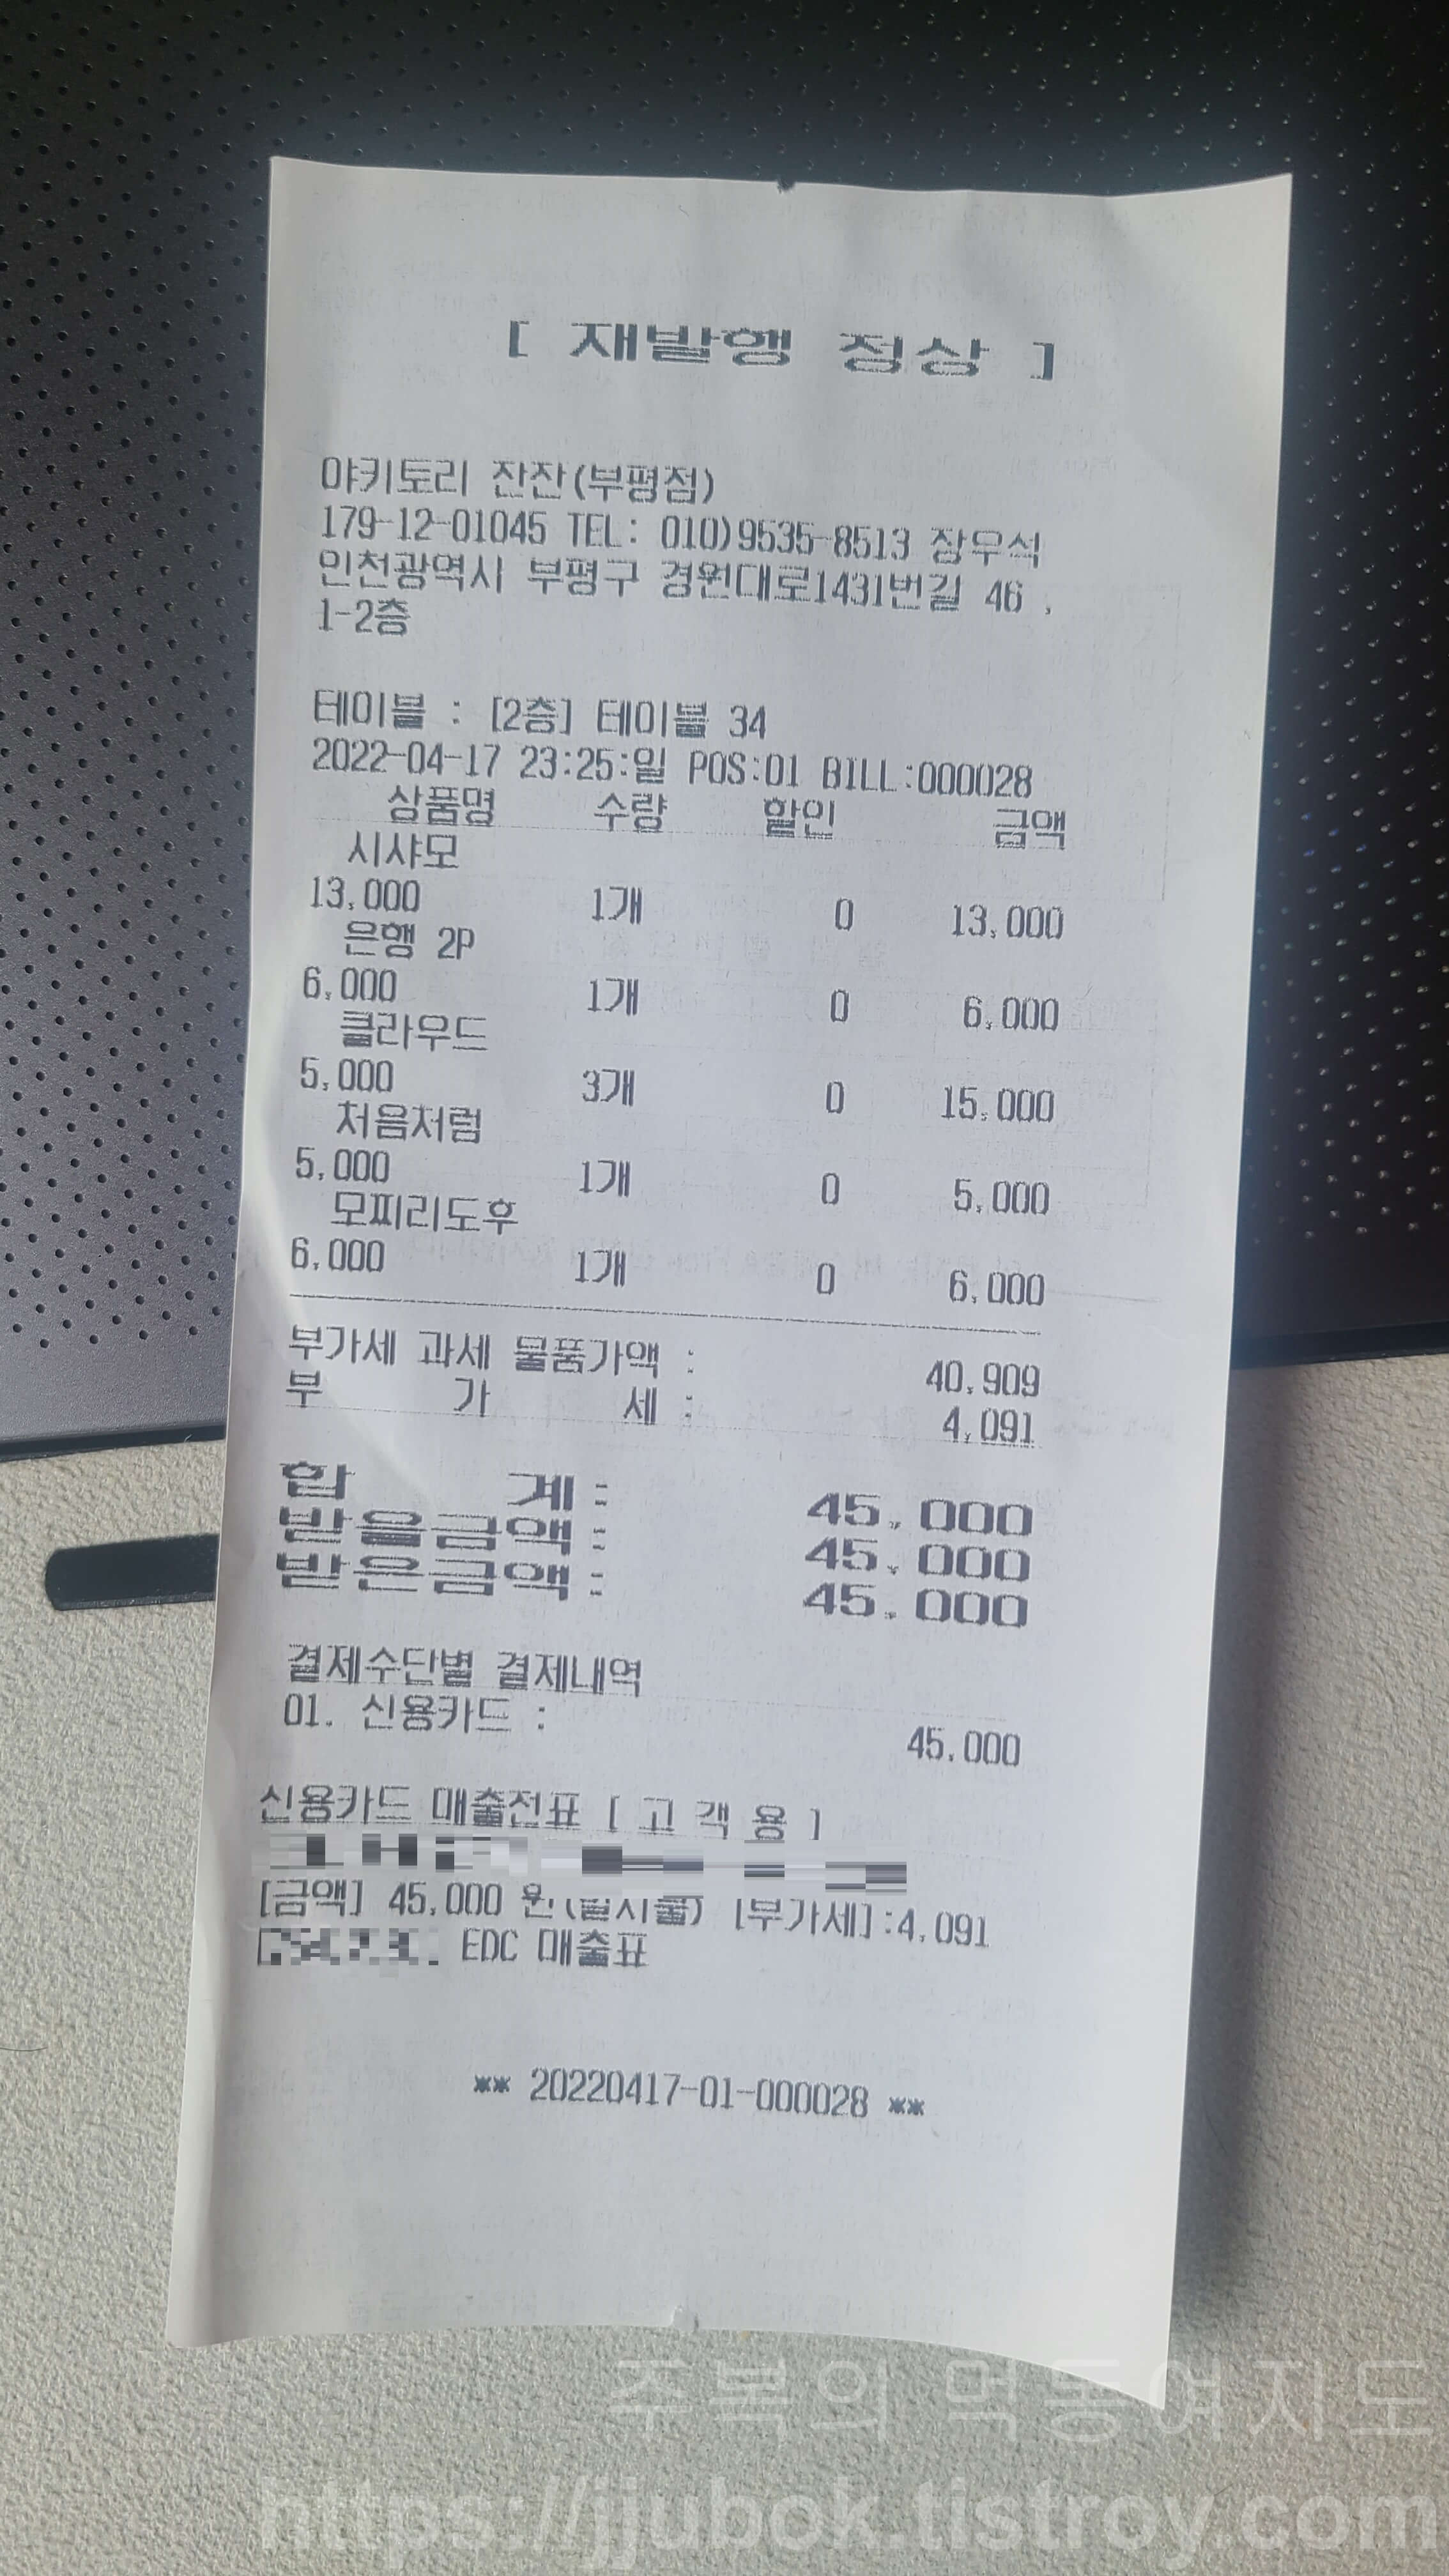 [ 재발행 정상 ]
야키토리 잔잔(부평점)
179-12-01045 TEL: 010)9535-8513 장우석
인천광역시 부평구 경원대로1431번길 46 ,
1-2층
테이블 : [2층] 테이블 34
2022-04-17 23:25:일 POS:01 BILL:000028
상품명 수량 할인 금액
시샤모
13,000 1개 0 13,000
은행 2P
6,000 1개 0 6,000
클라우드
5,000 3개 0 15,000
처음처럼
5,000 1개 0 5,000
모찌리도후
6,000 1개 0 6,000
부가세 과세 물품가액 : 40,909
부 가 세 : 4,091
합 계 : 45,000
받을금액 : 45,000
받은금액 : 45,000
결제수단별 결제내역
01. 신용카드 : 45,000
신용카드 매출전표 [ 고 객 용 ]
[금액] 45,000 원(일시불) [부가세]:4,091
EDC 매출표
** 20220417-01-000028 **
주복의 먹동여지도
https://jjubok.tistroy.com